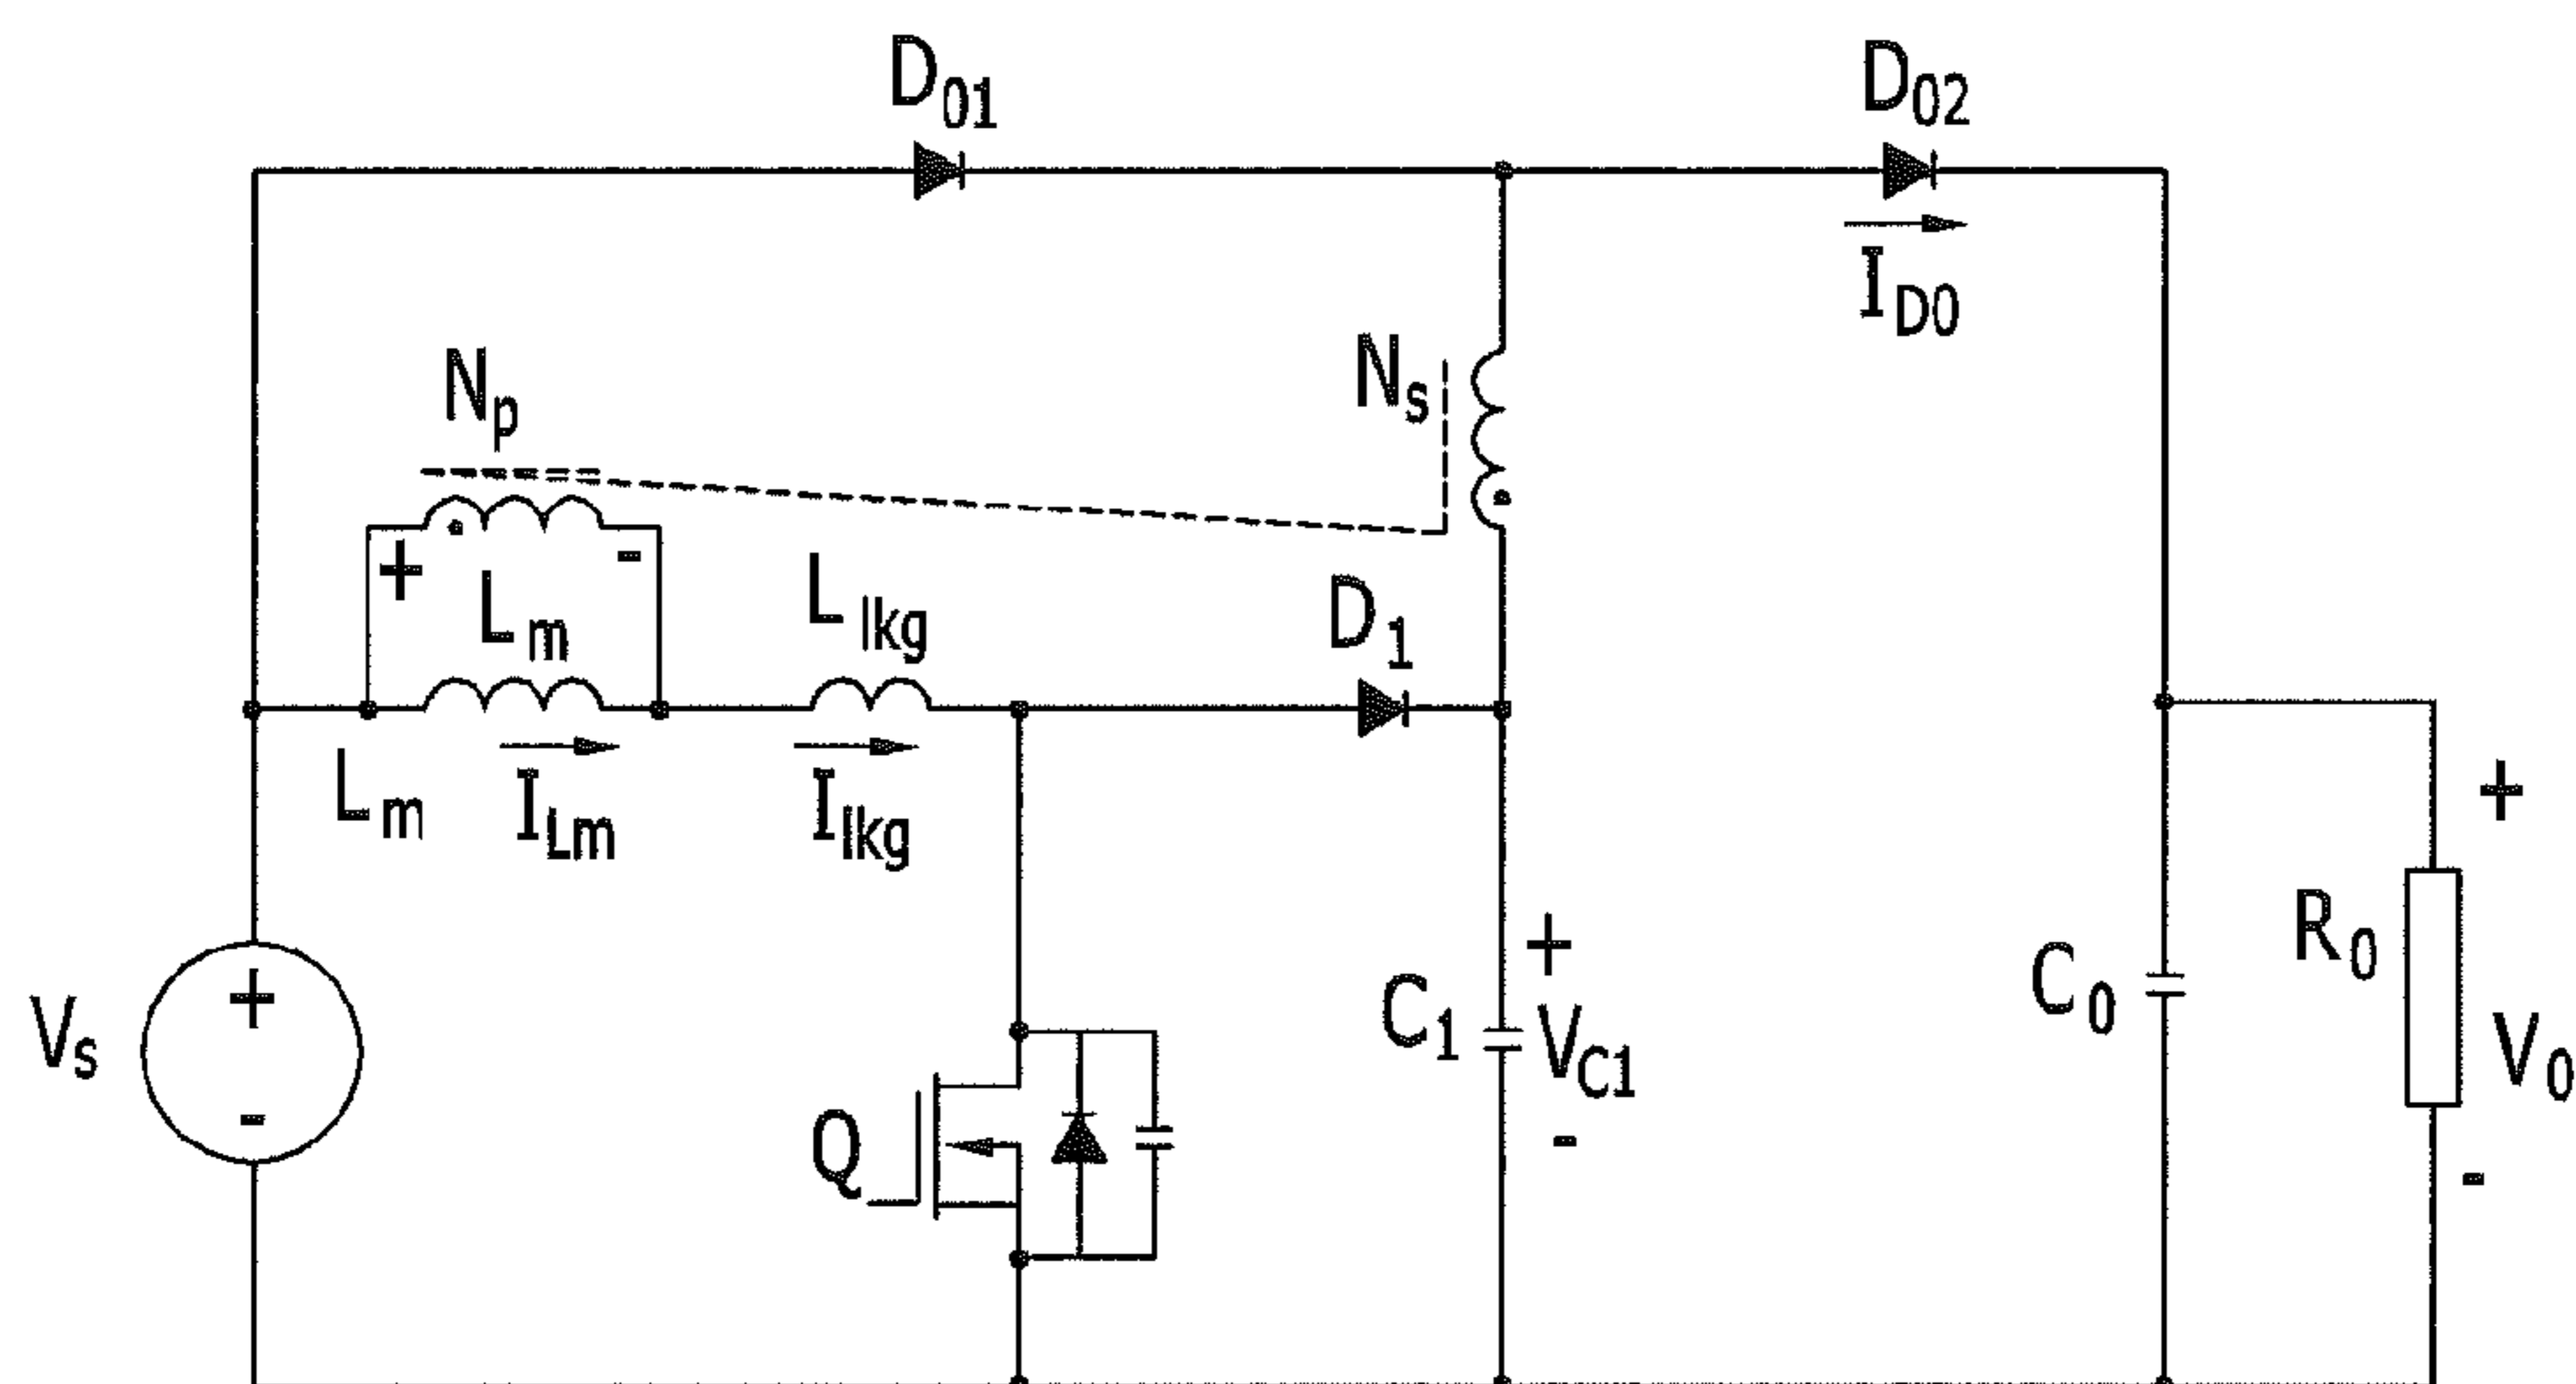 D01
D02
ID0
Np
Ns
+
-
Lm
Llkg
D1
Lm
ILm
Ilkg
+
+
R0
C0
V0
-
Vs
+
-
Q
C1
VC1
-